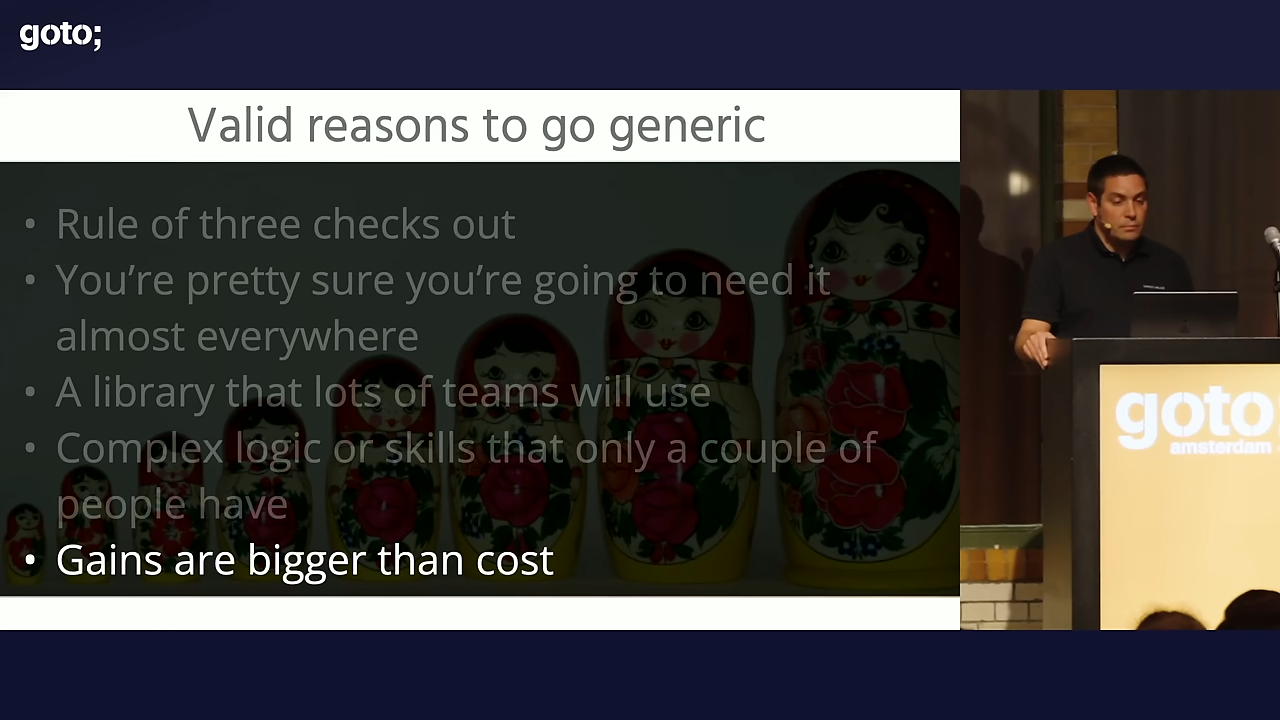 goto;
Valid reasons to go generic
• Rule of three checks out
• You’re pretty sure you’re going to need it
almost everywhere
• A library that lots of teams will use
• Complex logic or skills that only a couple of
people have
• Gains are bigger than cost
goto
amsterdam